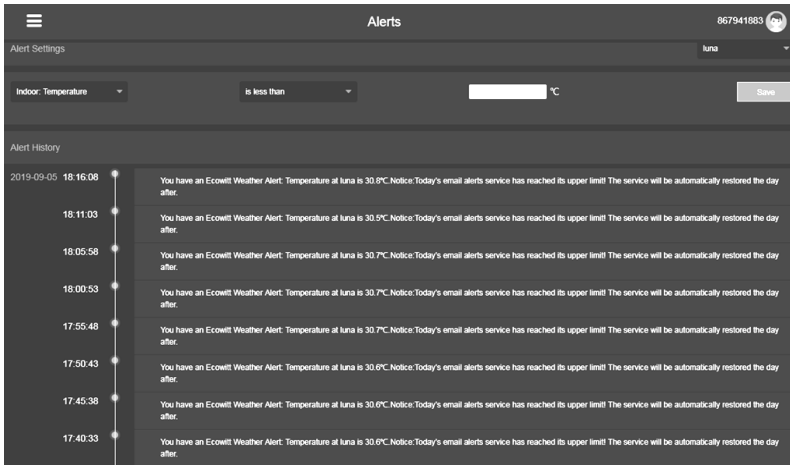 Alerts
867941883
Alert Settings
luna
Indoor: Temperature
is less than
℃
Save
Alert History
2019-09-05 18:16:08
You have an Ecowitt Weather Alert: Temperature at luna is 30.8℃.Notice:Today's email alerts service has reached its upper limit! The service will be automatically restored the day
after.
18:11:03
You have an Ecowitt Weather Alert: Temperature at luna is 30.5℃.Notice:Today's email alerts service has reached its upper limit! The service will be automatically restored the day
after.
18:05:58
You have an Ecowitt Weather Alert: Temperature at luna is 30.7℃.Notice:Today's email alerts service has reached its upper limit! The service will be automatically restored the day
after.
18:00:53
You have an Ecowitt Weather Alert: Temperature at luna is 30.7℃.Notice:Today's email alerts service has reached its upper limit! The service will be automatically restored the day
after.
17:55:48
You have an Ecowitt Weather Alert: Temperature at luna is 30.7℃.Notice:Today's email alerts service has reached its upper limit! The service will be automatically restored the day
after.
17:50:43
You have an Ecowitt Weather Alert: Temperature at luna is 30.6℃.Notice:Today's email alerts service has reached its upper limit! The service will be automatically restored the day
after.
17:45:38
You have an Ecowitt Weather Alert: Temperature at luna is 30.6℃.Notice:Today's email alerts service has reached its upper limit! The service will be automatically restored the day
after.
17:40:33
You have an Ecowitt Weather Alert: Temperature at luna is 30.6℃.Notice:Today's email alerts service has reached its upper limit! The service will be automatically restored the day
after.